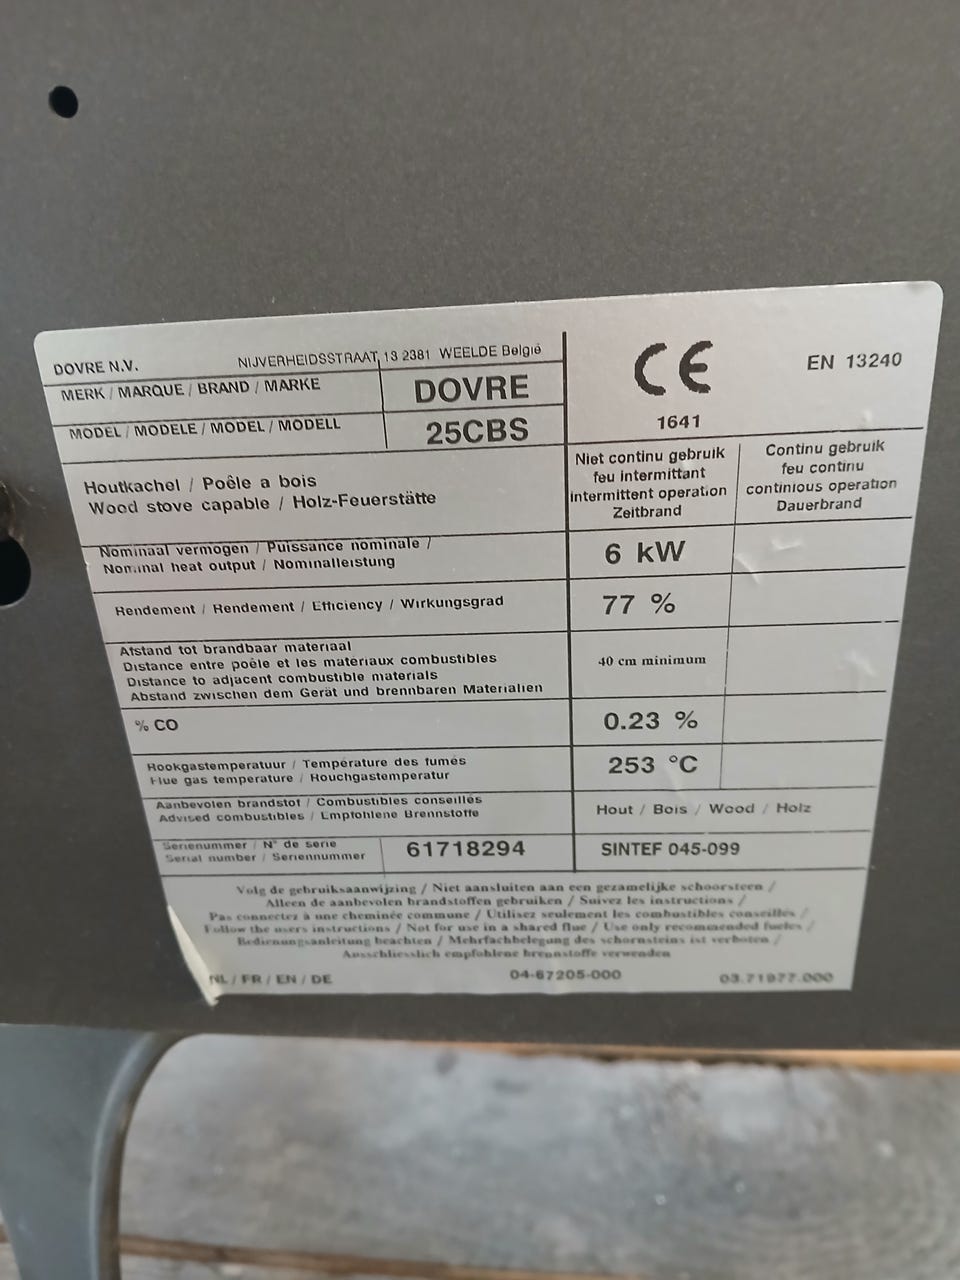 DOVRE N.V. NIJVERHEIDSSTRAAT 13 2381 WEELDE België
MERK / MARQUE / BRAND / MARKE DOVRE
MODEL / MODELE / MODEL / MODELL 25CBS
CE
1641
EN 13240
Houtkachel / Poêle a bois
Wood stove capable / Holz-Feuerstätte
Niet continu gebruik
feu intermittant
intermittent operation
Zeitbrand
Continu gebruik
feu continu
continious operation
Dauerbrand
Nominaal vermogen / Puissance nominale /
Nominal heat output / Nominalleistung
6 kW
Rendement / Rendement / Efficiency / Wirkungsgrad 77 %
Afstand tot brandbaar materiaal
Distance entre poêle et les matériaux combustibles
Distance to adjacent combustible materials
Abstand zwischen dem Gerät und brennbaren Materialien
40 cm minimum
% CO 0.23 %
Rookgastemperatuur / Température des fumés
Flue gas temperature / Rouchgastemperatur
253 °C
Aanbevolen brandstof / Combustibles conseillés
Advised combustibles / Empfohlene Brennstoffe
Hout / Bois / Wood / Holz
Serienummer / N° de serie
Serial number / Seriennummer
61718294
SINTEF 045-099
Volg de gebruiksaanwijzing / Niet aansluiten aan een gezamelijke schoorsteen /
Alleen de aanbevolen brandstoffen gebruiken / Suivez les instructions /
Pas connectez à une cheminée commune / Utilisez seulement les combustibles conseillés /
Follow the users instructions / Not for use in a shared flue / Use only recommended fueles /
Bedienungsanleitung beachten / Mehrfachbelegung des schornsteins ist verboten /
Ausschliesslich empfohlene brennstoffe verwenden
NL / FR / EN / DE 04-67205-000 03.71977.000